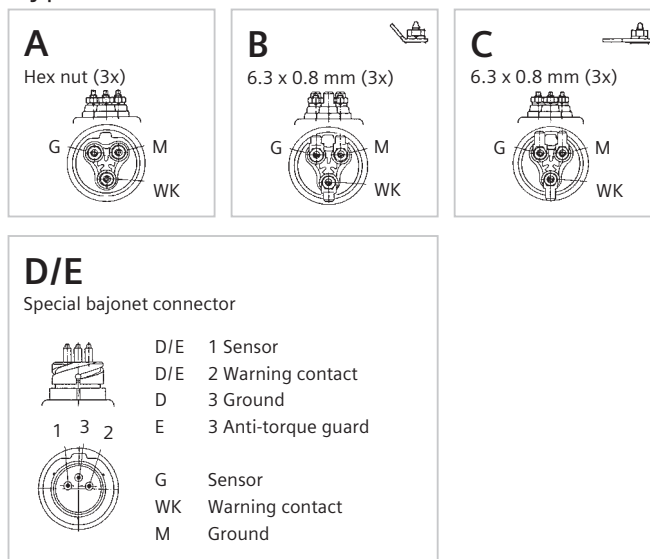 A
Hex nut (3x)
G
M
WK
B
6.3 x 0.8 mm (3x)
G
M
WK
C
6.3 x 0.8 mm (3x)
G
M
WK
D/E
Special bajonet connector
D/E 1 Sensor
D/E 2 Warning contact
D 3 Ground
E 3 Anti-torque guard
1 3 2
G Sensor
WK Warning contact
M Ground